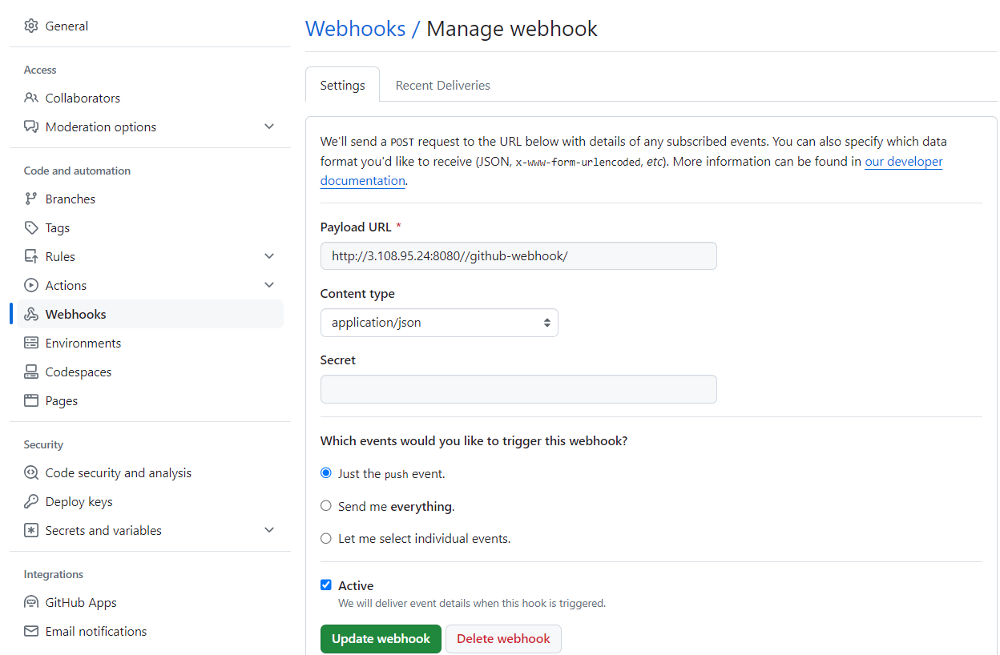 General
Access
Collaborators
Moderation options
Code and automation
Branches
Tags
Rules
Actions
Webhooks
Environments
Codespaces
Pages
Security
Code security and analysis
Deploy keys
Secrets and variables
Integrations
GitHub Apps
Email notifications
Webhooks / Manage webhook
Settings
Recent Deliveries
We'll send a POST request to the URL below with details of any subscribed events. You can also specify which data
format you'd like to receive (JSON, x-www-form-urlencoded, etc). More information can be found in our developer
documentation.
Payload URL *
http://3.108.95.24:8080//github-webhook/
Content type
application/json
Secret
Which events would you like to trigger this webhook?
Just the push event.
Send me everything.
Let me select individual events.
Active
We will deliver event details when this hook is triggered.
Update webhook
Delete webhook